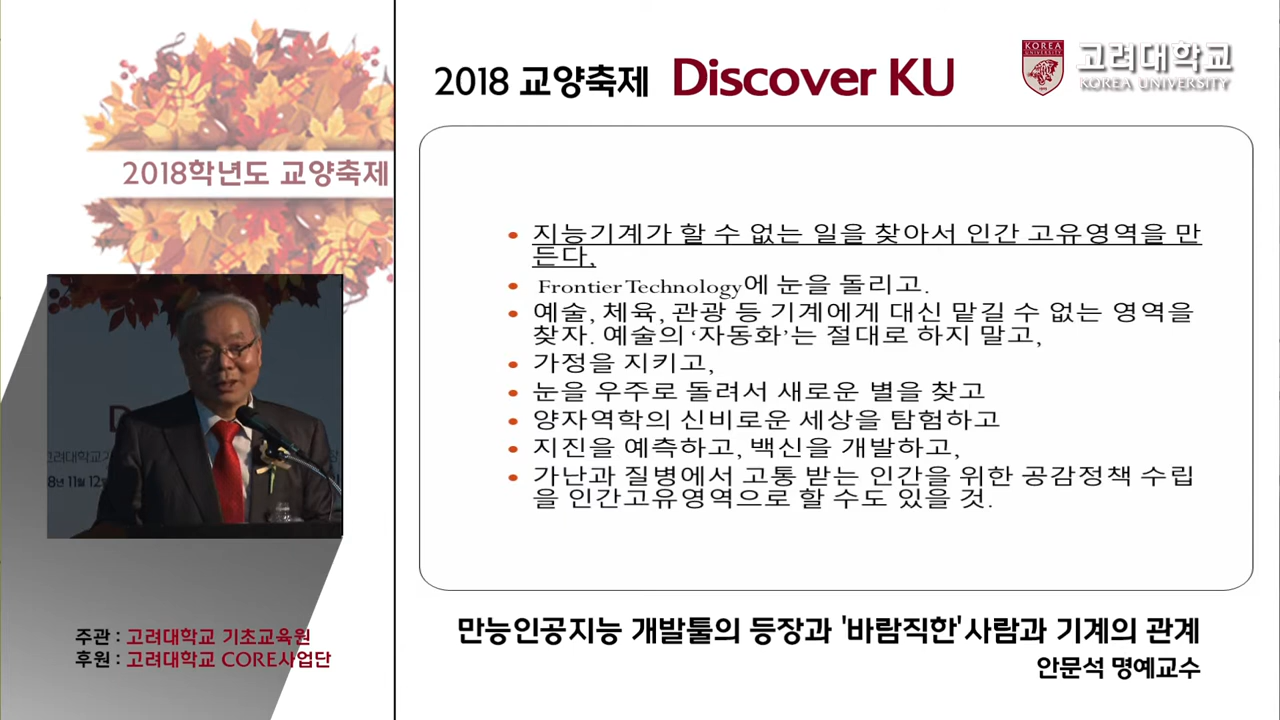 2018학년도 교양축제
2018 교양축제 Discover KU
KOREA
UNIVERSITY
고려대학교
KOREA UNIVERSITY
• 지능기계가 할 수 없는 일을 찾아서 인간 고유영역을 만
든다,
• Frontier Technology에 눈을 돌리고.
• 예술, 체육, 관광 등 기계에게 대신 맡길 수 없는 영역을
찾자. 예술의 ‘자동화’는 절대로 하지 말고,
• 가정을 지키고,
• 눈을 우주로 돌려서 새로운 별을 찾고
• 양자역학의 신비로운 세상을 탐험하고
• 지진을 예측하고, 백신을 개발하고,
• 가난과 질병에서 고통 받는 인간을 위한 공감정책 수립
을 인간고유영역으로 할 수도 있을 것.
고려대학교
8년 11월 12
주관 : 고려대학교 기초교육원
후원 : 고려대학교 CORE사업단
만능인공지능 개발툴의 등장과 '바람직한' 사람과 기계의 관계
안문석 명예교수